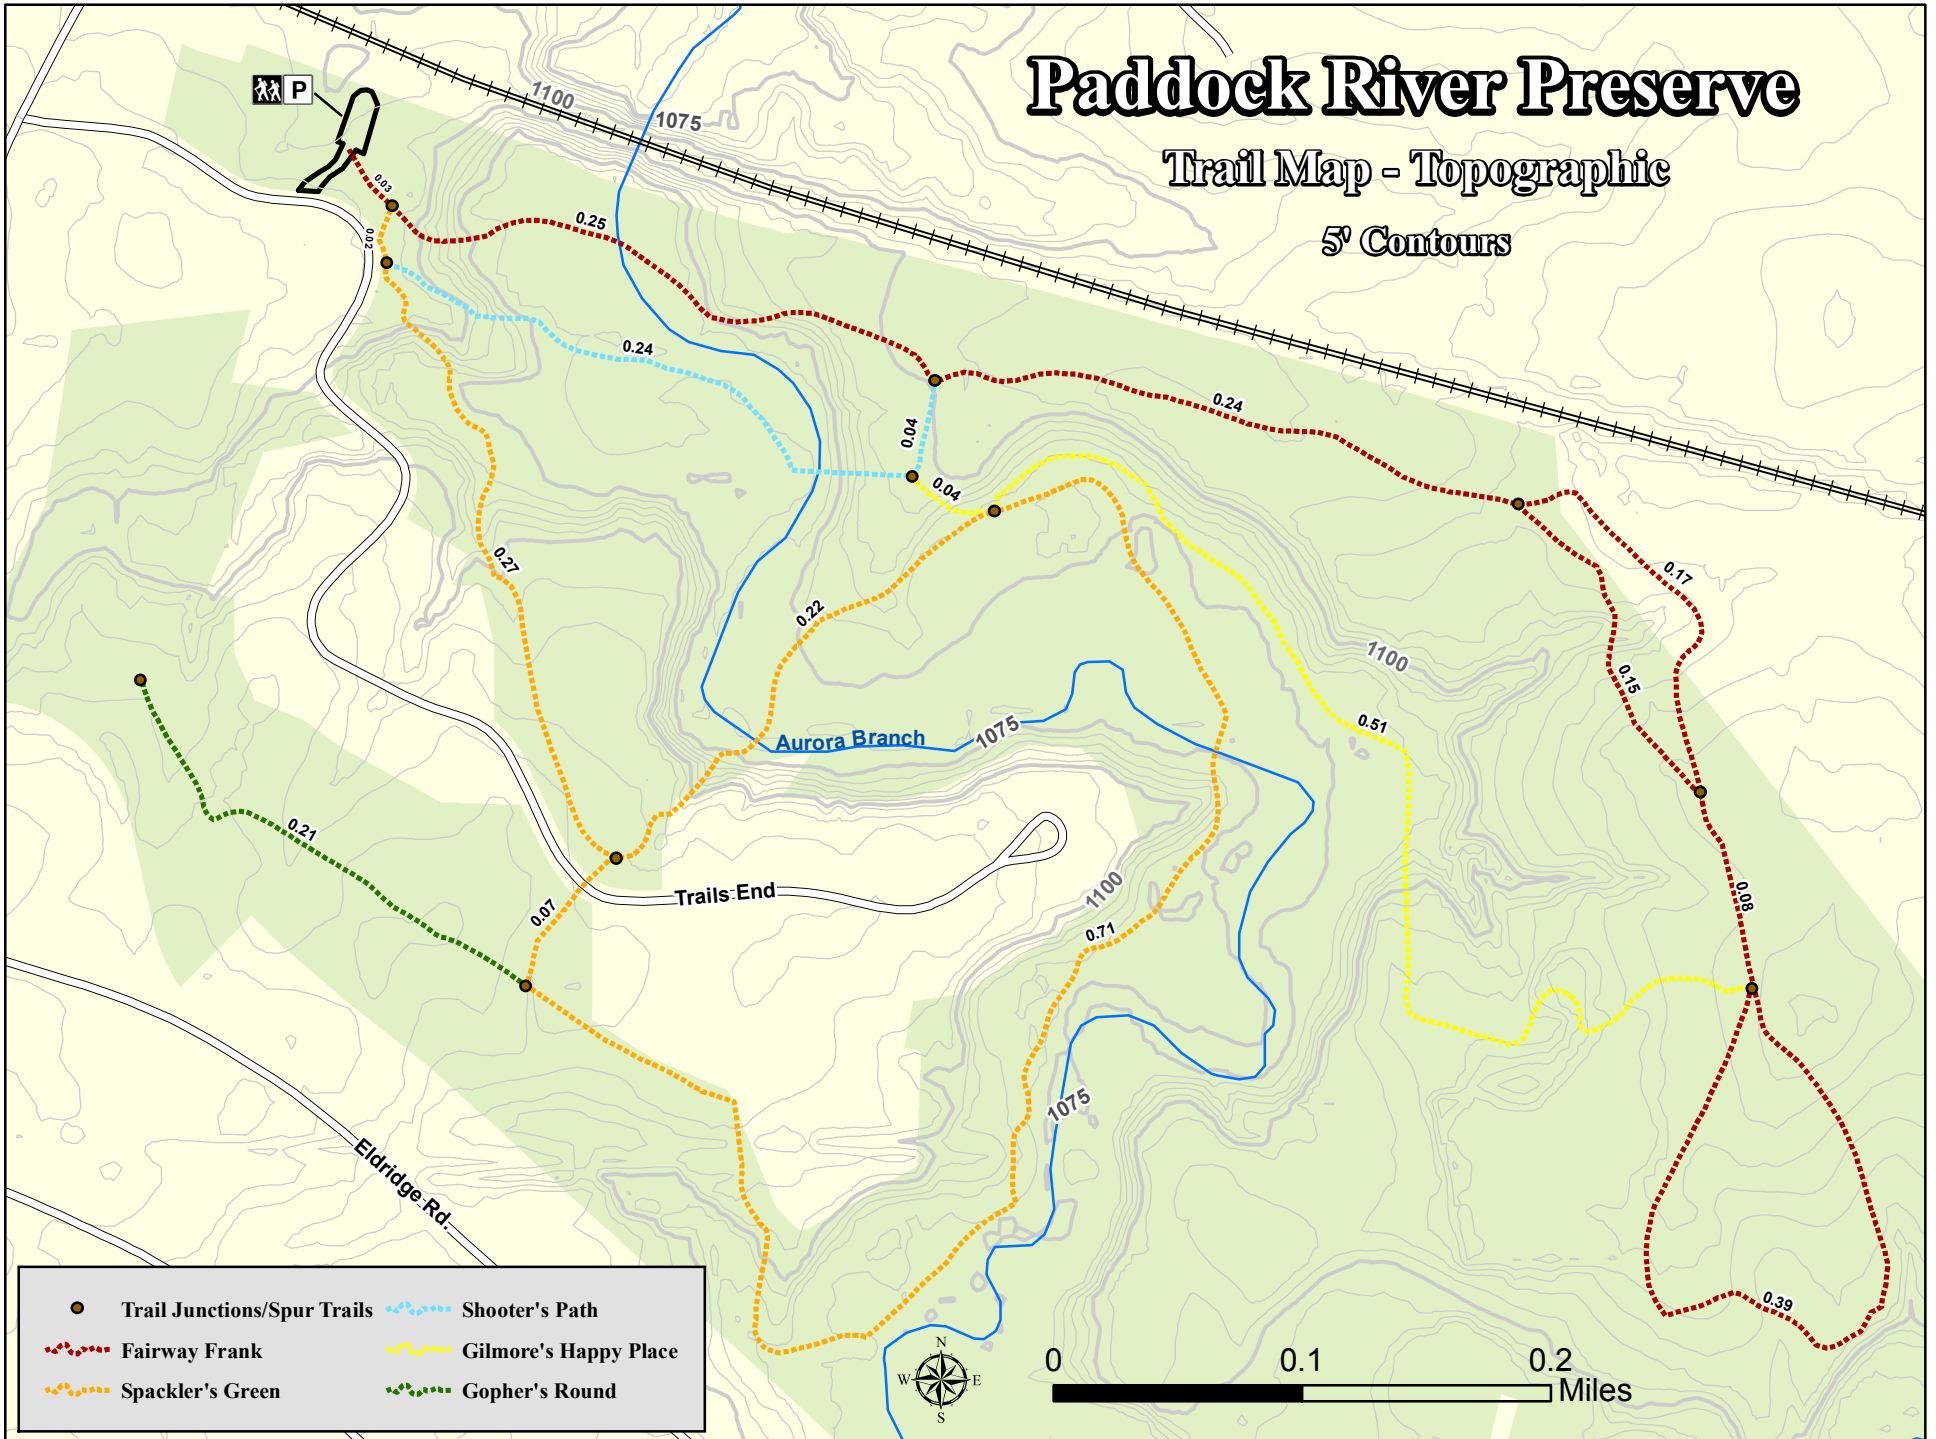 Paddock River Preserve
Trail Map - Topographic
5' Contours
P
1100
1075
0.03
0.02
0.25
0.24
0.04
0.04
0.24
0.27
0.22
0.17
0.15
1100
0.51
0.21
Aurora Branch
1075
Trails End
1100
0.07
0.71
0.08
1075
Eldridge Rd.
0.39
Trail Junctions/Spur Trails
Fairway Frank
Spackler's Green
Shooter's Path
Gilmore's Happy Place
Gopher's Round
N
W E
S
0 0.1 0.2
Miles